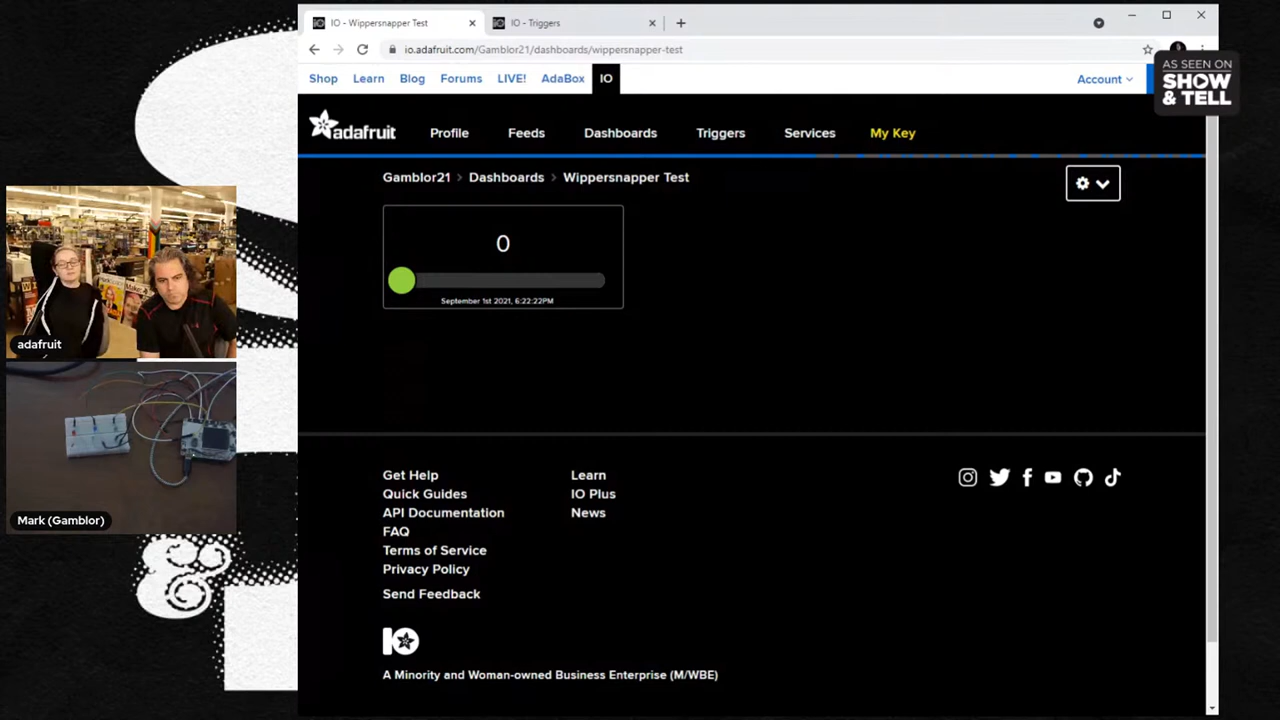 IO - Wippersnapper Test
IO - Triggers
io.adafruit.com/Gamblor21/dashboards/wippersnapper-test
Shop Learn Blog Forums LIVE! AdaBox IO Account
AS SEEN ON
SHOW
& TELL
adafruit Profile Feeds Dashboards Triggers Services My Key
Gamblor21 > Dashboards > Wippersnapper Test
0
September 1st 2021, 6:22:22PM
adafruit
Mark (Gamblor)
&
Get Help
Quick Guides
API Documentation
FAQ
Terms of Service
Privacy Policy
Send Feedback
Learn
IO Plus
News
IO
A Minority and Woman-owned Business Enterprise (M/WBE)